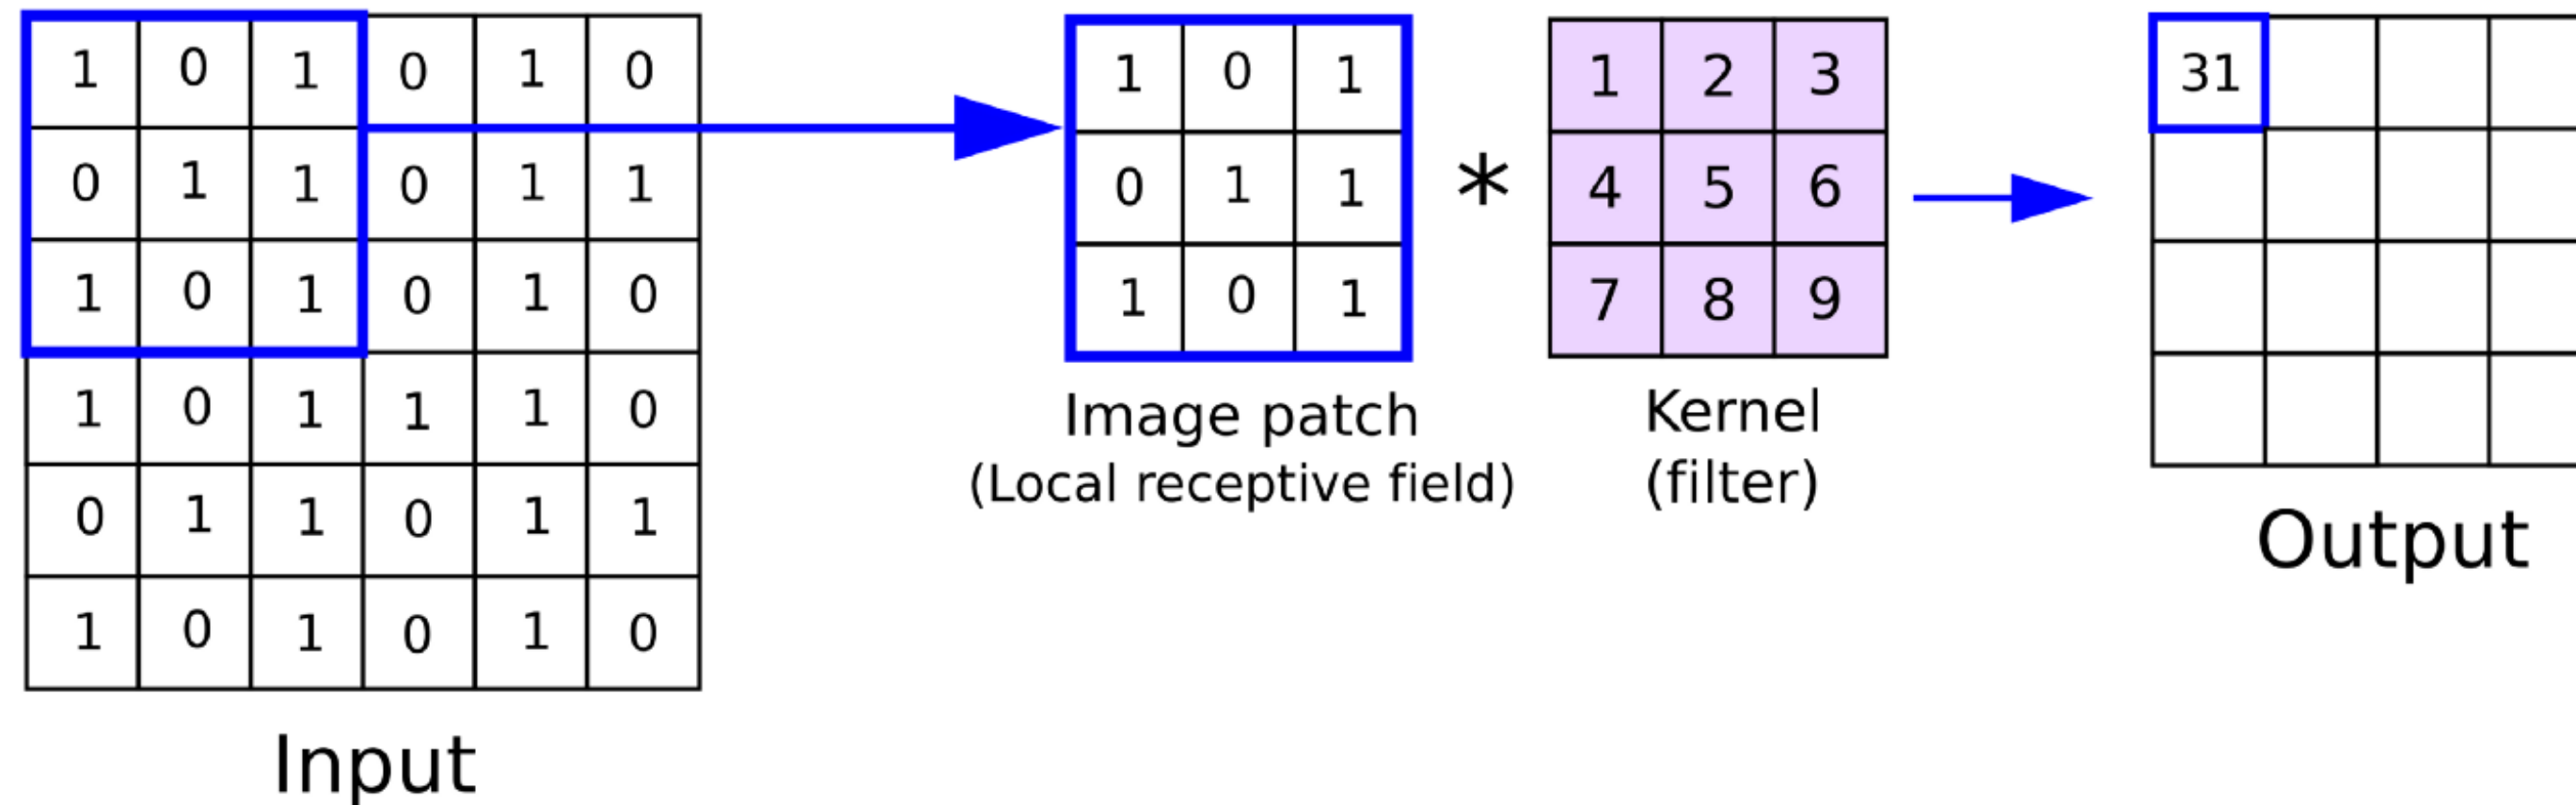 1 0 1 0 1 0
0 1 1 0 1 1
1 0 1 0 1 0
1 0 1 1 1 0
0 1 1 0 1 1
1 0 1 0 1 0
Input
1 0 1
0 1 1
1 0 1
Image patch
(Local receptive field)
*
1 2 3
4 5 6
7 8 9
Kernel
(filter)
31
Output